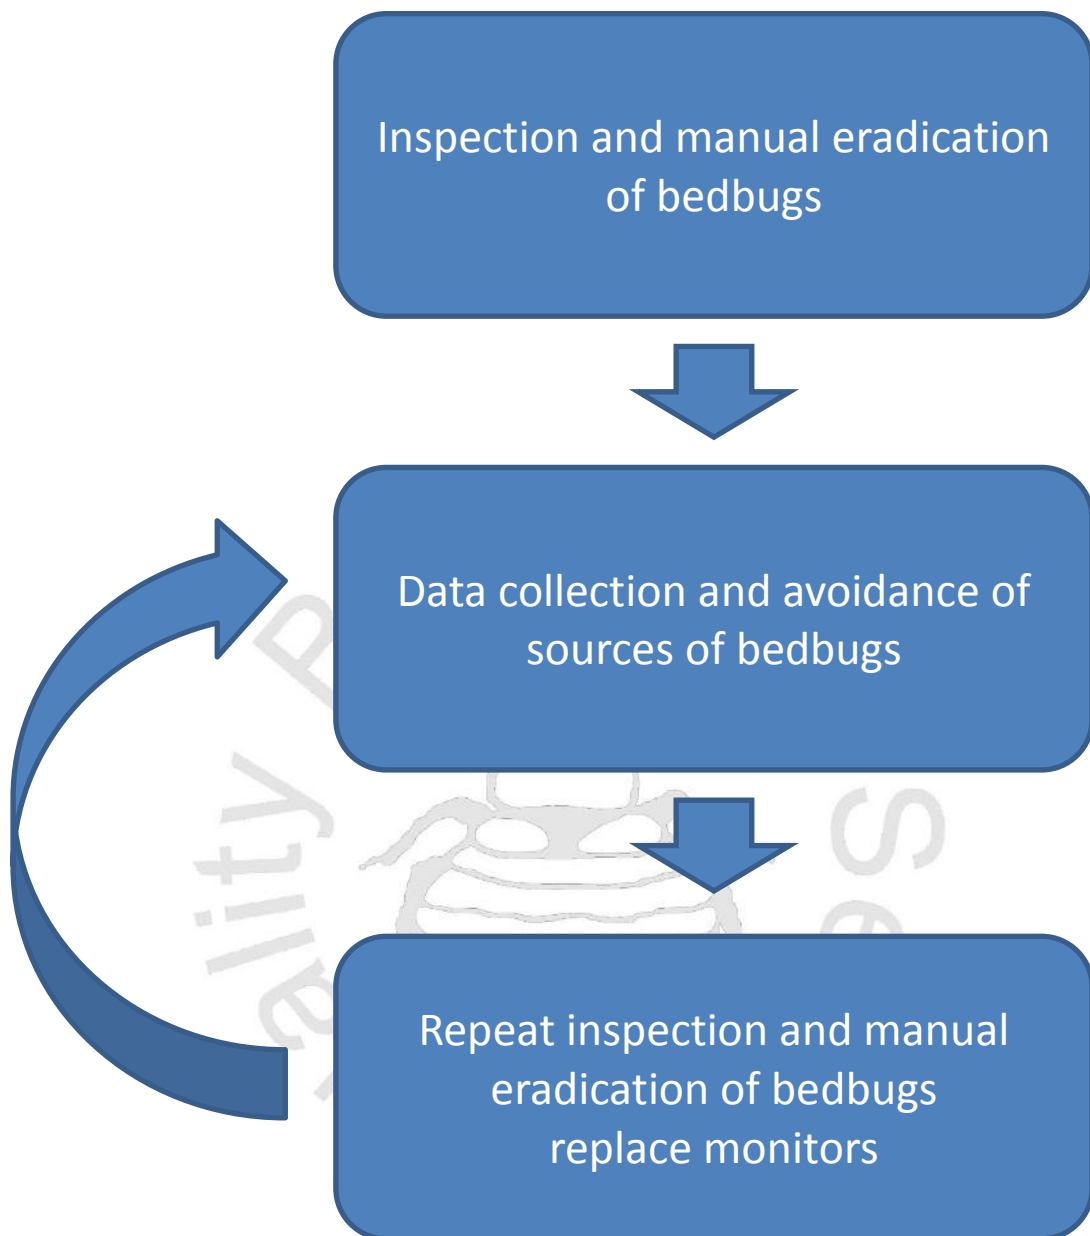 Inspection and manual eradication
of bedbugs
Data collection and avoidance of
sources of bedbugs
Repeat inspection and manual
eradication of bedbugs
replace monitors